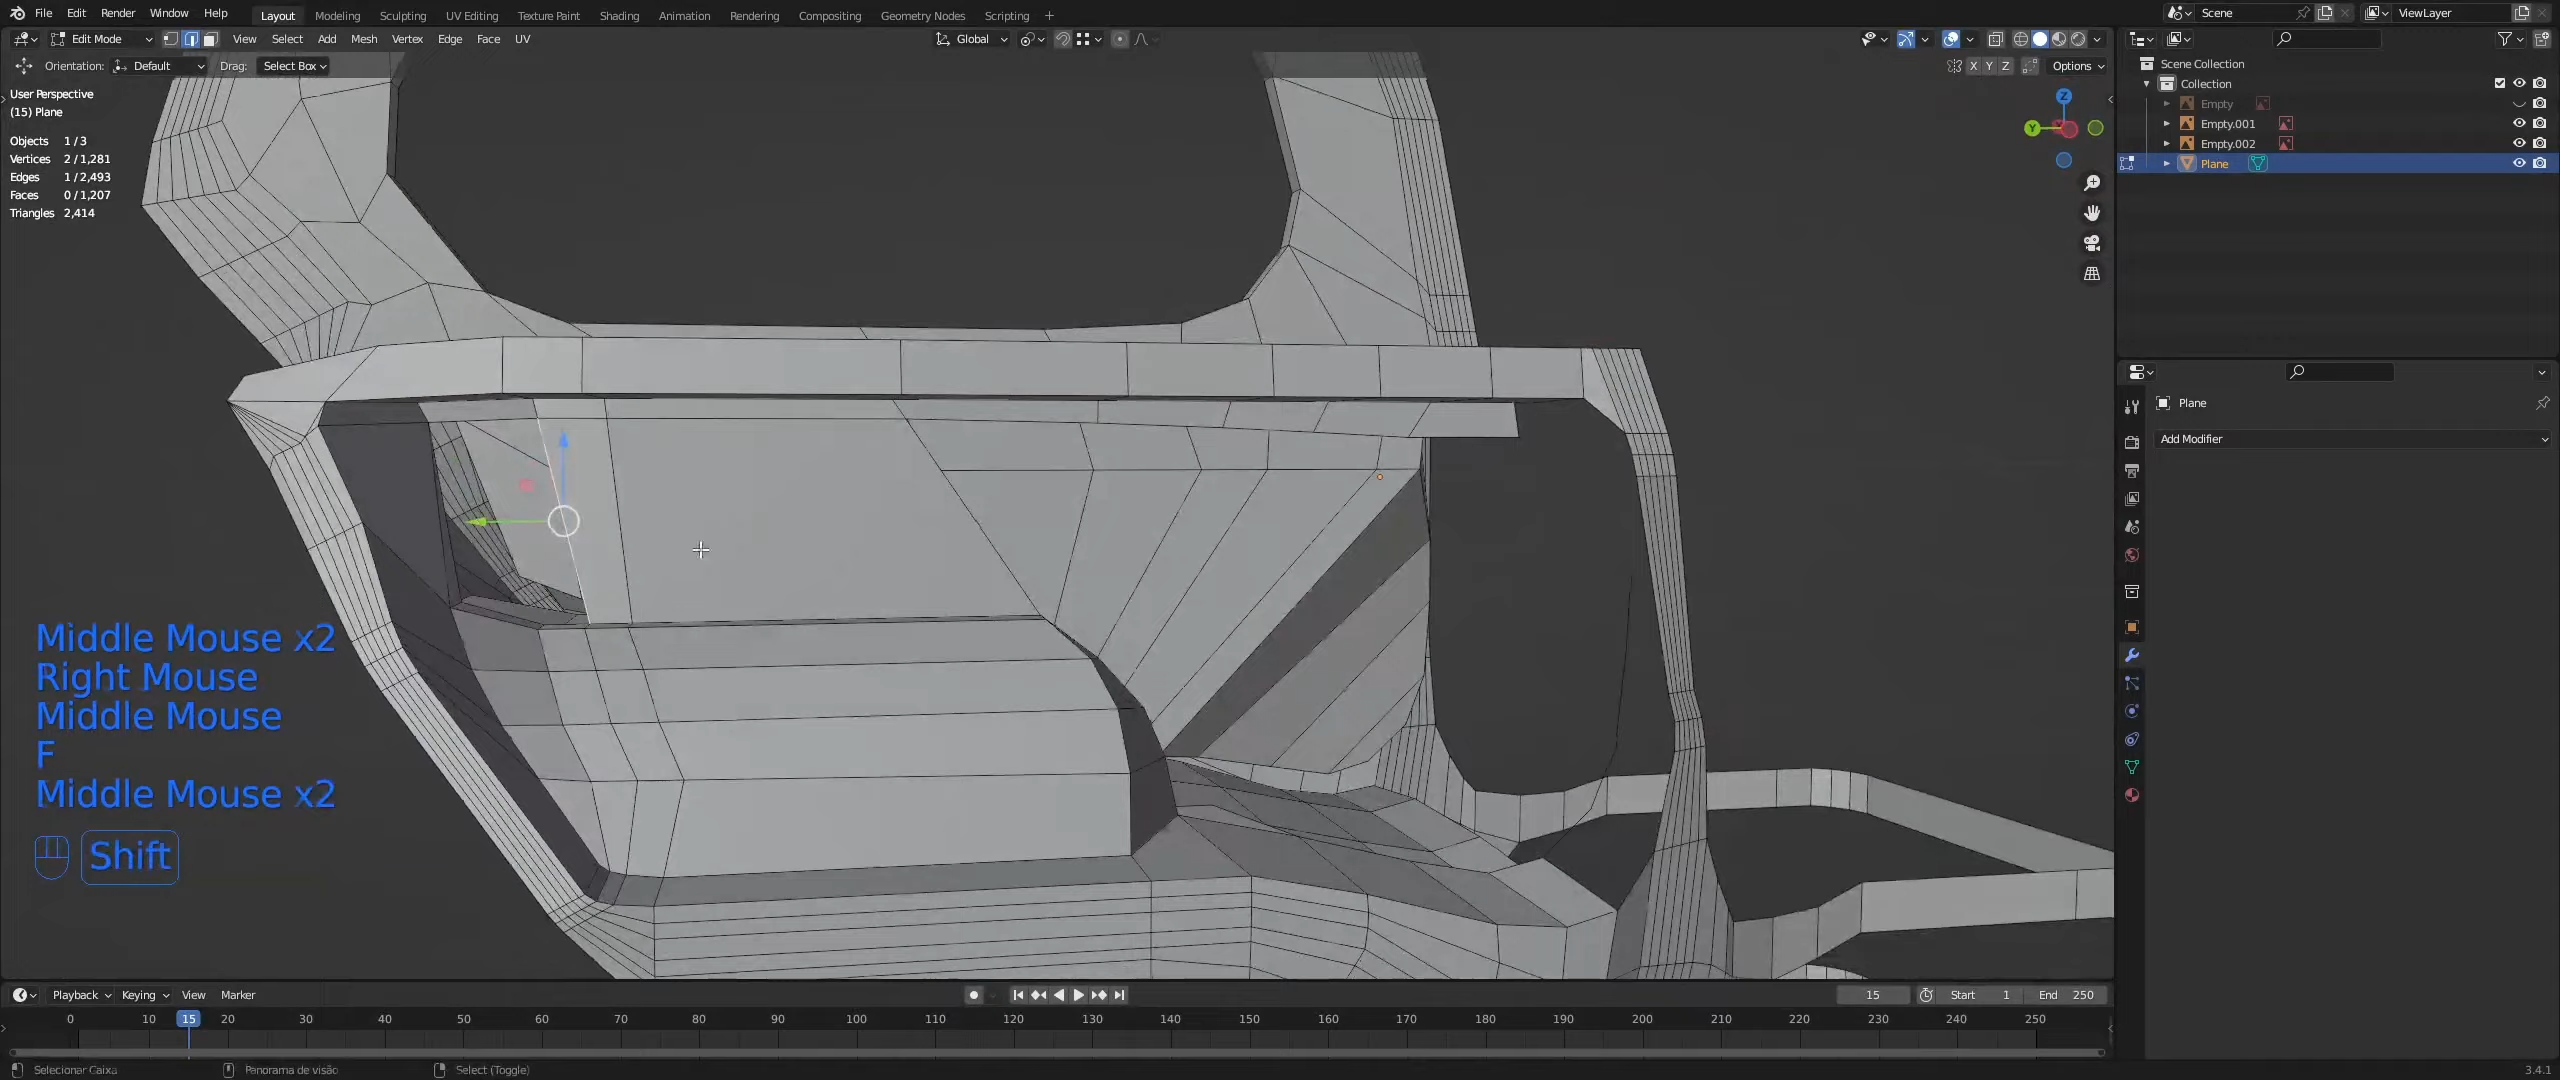 File Edit Render Window Help Layout Modeling Sculpting UV Editing Texture Paint Shading Animation Rendering Compositing Geometry Nodes Scripting + Scene ViewLayer
Edit Mode View Select Add Mesh Vertex Edge Face UV Global
Orientation: Default Drag: Select Box X Y Z Options
User Perspective
(15) Plane
Objects 1/3
Vertices 2/1,281
Edges 1/2,493
Faces 0/1,207
Triangles 2,414
Z
Y
Scene Collection
Collection
Empty
Empty.001
Empty.002
Plane
Plane
Add Modifier
Middle Mouse x2
Right Mouse
Middle Mouse
F
Middle Mouse x2
Shift
Playback Keying View Marker 15 Start 1 End 250
0 10 15 20 30 40 50 60 70 80 90 100 110 120 130 140 150 160 170 180 190 200 210 220 230 240 250
Selecionar Caixa Panorama de visão Select (Toggle) 3.4.1